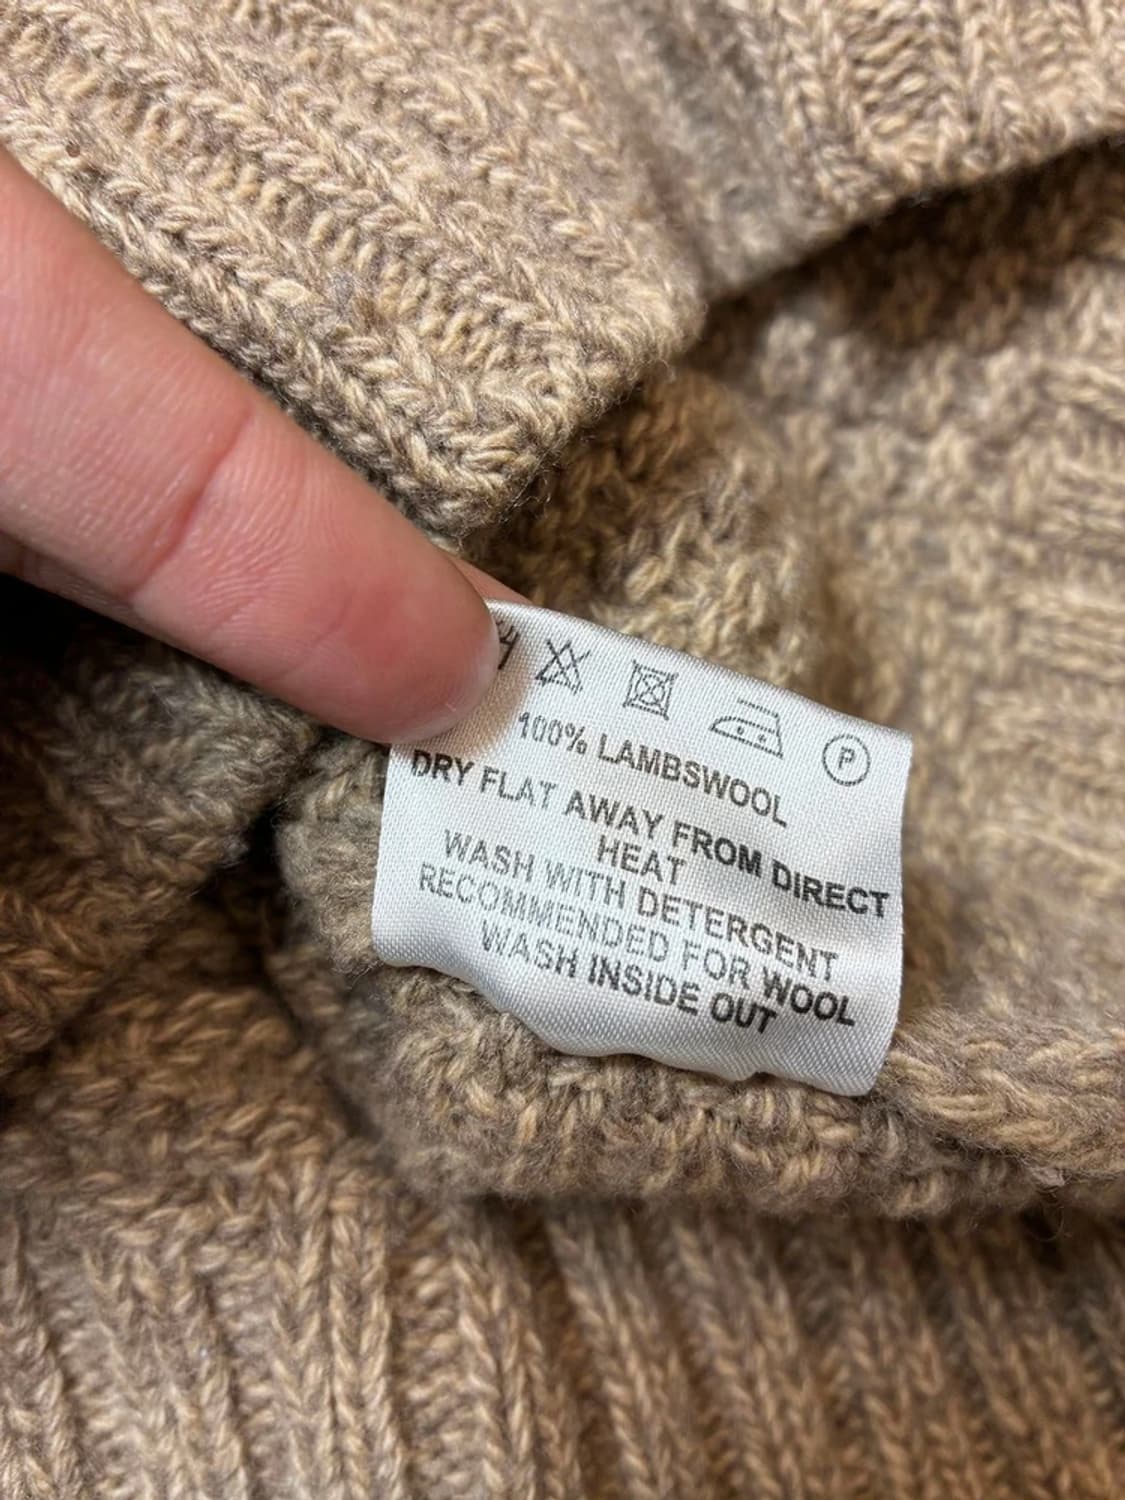 P
100% LAMBSWOOL
DRY FLAT AWAY FROM DIRECT
HEAT
WASH WITH DETERGENT
RECOMMENDED FOR WOOL
WASH INSIDE OUT